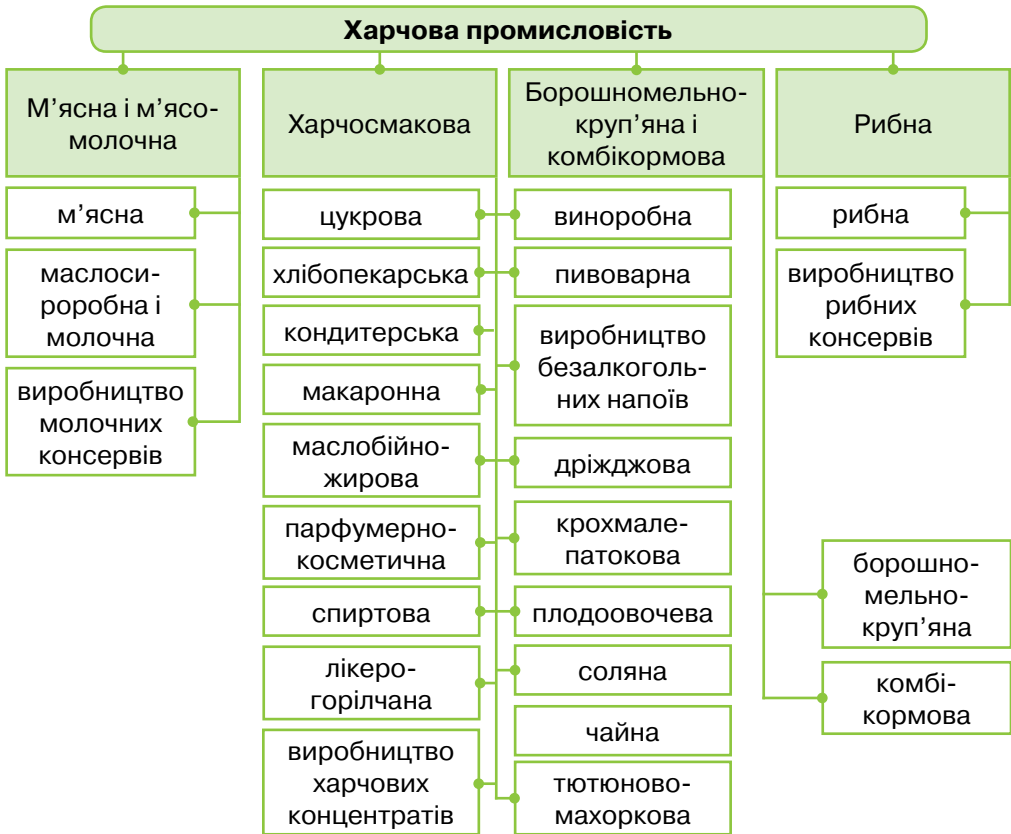 Харчова промисловість
М’ясна і м’ясо-
молочна
Харчосмакова
Борошномельно-
круп’яна і
комбікормова
Рибна
м’ясна
маслоси-
роробна і
молочна
виробництво
молочних
консервів
цукрова
хлібопекарська
кондитерська
макаронна
маслобійно-
жирова
парфумерно-
косметична
спиртова
лікеро-
горілчана
виробництво
харчових
концентратів
виноробна
пивоварна
виробництво
безалкоголь-
них напоїв
дріжджова
крохмале-
патокова
плодоовочева
соляна
чайна
тютюново-
махоркова
борошно-
мельно-
круп’яна
комбі-
кормова
рибна
виробництво
рибних
консервів